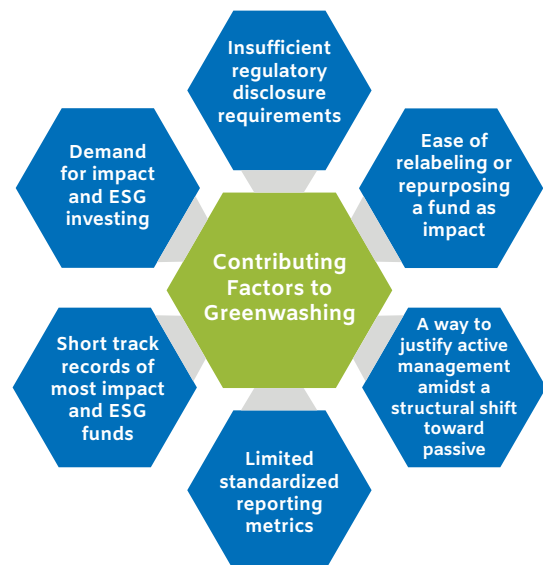 Insufficient
regulatory
disclosure
requirements
Ease of
relabeling or
repurposing
a fund as
impact
A way to
justify active
management
amidst a
structural shift
toward
passive
Limited
standardized
reporting
metrics
Short track
records of
most impact
and ESG
funds
Demand
for impact
and ESG
investing
Contributing
Factors to
Greenwashing